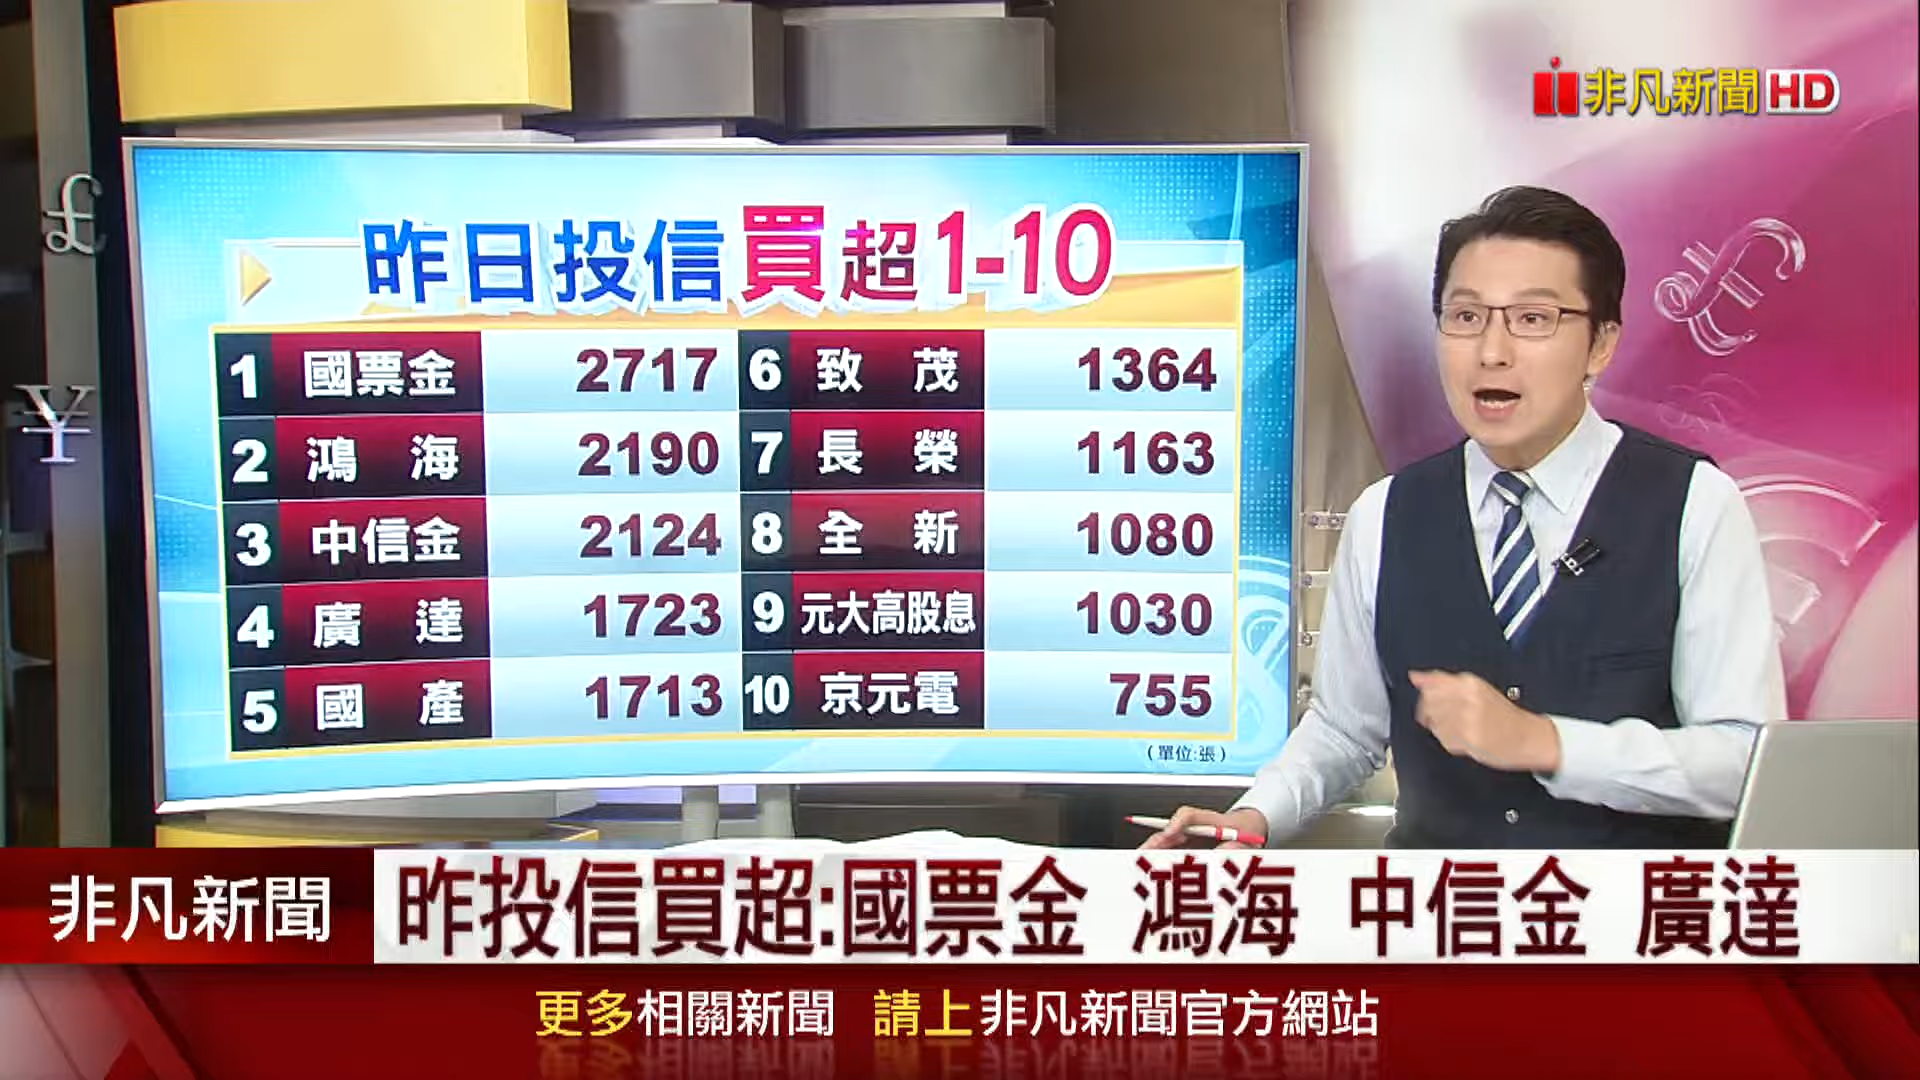 非凡新聞HD
昨日投信買超1-10
1 國票金 2717
2 鴻海 2190
3 中信金 2124
4 廣達 1723
5 國產 1713
6 致茂 1364
7 長榮 1163
8 全新 1080
9 元大高股息 1030
10 京元電 755
(單位:張)
非凡新聞
昨投信買超:國票金 鴻海 中信金 廣達
更多相關新聞 請上非凡新聞官方網站